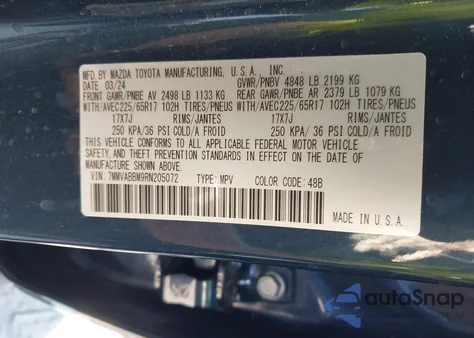 MFD. BY MAZDA TOYOTA MANUFACTURING, U.S.A., INC.
DATE: 03/24 GVWR/PNBV 4848 LB 2199 KG
FRONT GAWR/PNBE AV 2498 LB 1133 KG REAR GAWR/PNBE AR 2379 LB 1079 KG
WITH/AVEC225/65R17 102H TIRES/PNEUS WITH/AVEC225/65R17 102H TIRES/PNEUS
17X7J RIMS/JANTES 17X7J RIMS/JANTES
250 KPA/36 PSI COLD/A FROID 250 KPA/36 PSI COLD/A FROID
THIS VEHICLE CONFORMS TO ALL APPLICABLE FEDERAL MOTOR VEHICLE
SAFETY, BUMPER, AND THEFT PREVENTION STANDARDS IN EFFECT ON
THE DATE OF MANUFACTURE SHOWN ABOVE.
VIN: 7MMVABBM9RN205072 TYPE: MPV COLOR CODE: 48B
MADE IN U.S.A.
autoSnap